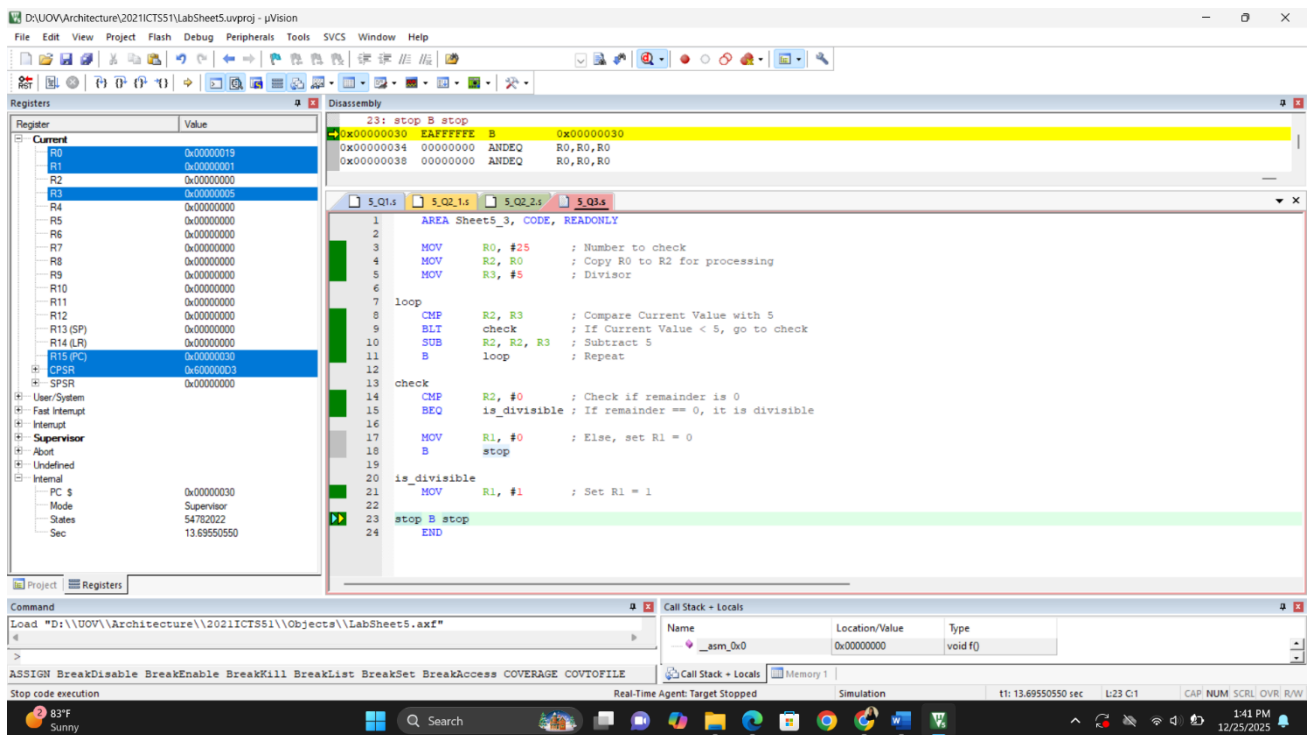 D:\UOV\Architecture\2021ICTS51\LabSheet5.uvproj - µVision
File Edit View Project Flash Debug Peripherals Tools SVCS Window Help
Registers
Register Value
Current
R0 0x00000019
R1 0x00000001
R2 0x00000000
R3 0x00000005
R4 0x00000000
R5 0x00000000
R6 0x00000000
R7 0x00000000
R8 0x00000000
R9 0x00000000
R10 0x00000000
R11 0x00000000
R12 0x00000000
R13 (SP) 0x00000000
R14 (LR) 0x00000000
R15 (PC) 0x00000030
CPSR 0x600000D3
SPSR 0x00000000
User/System
Fast Interrupt
Interrupt
Supervisor
Abort
Undefined
Internal
PC $ 0x00000030
Mode Supervisor
States 54782022
Sec 13.69550550
Project Registers
Disassembly
23: stop B stop
0x00000030 EAFFFFFE B 0x00000030
0x00000034 00000000 ANDEQ R0,R0,R0
0x00000038 00000000 ANDEQ R0,R0,R0
5_Q1.s 5_Q2_1.s 5_Q2_2.s 5_Q3.s
1 AREA Sheet5_3, CODE, READONLY
2
3 MOV R0, #25 ; Number to check
4 MOV R2, R0 ; Copy R0 to R2 for processing
5 MOV R3, #5 ; Divisor
6
7 loop
8 CMP R2, R3 ; Compare Current Value with 5
9 BLT check ; If Current Value < 5, go to check
10 SUB R2, R2, R3 ; Subtract 5
11 B loop ; Repeat
12
13 check
14 CMP R2, #0 ; Check if remainder is 0
15 BEQ is_divisible ; If remainder == 0, it is divisible
16
17 MOV R1, #0 ; Else, set R1 = 0
18 B stop
19
20 is_divisible
21 MOV R1, #1 ; Set R1 = 1
22
23 stop B stop
24 END
Command
Load "D:\\UOV\\Architecture\\2021ICTS51\\Objects\\LabSheet5.axf"
>
ASSIGN BreakDisable BreakEnable BreakKill BreakList BreakSet BreakAccess COVERAGE COVTOFILE
Call Stack + Locals
Name Location/Value Type
__asm_0x0 0x00000000 void f()
Call Stack + Locals Memory 1
Stop code execution Real-Time Agent: Target Stopped Simulation t1: 13.69550550 sec L:23 C:1 CAP NUM SCRL OVR R/W
2
83°F
Sunny
Search
1:41 PM
12/25/2025